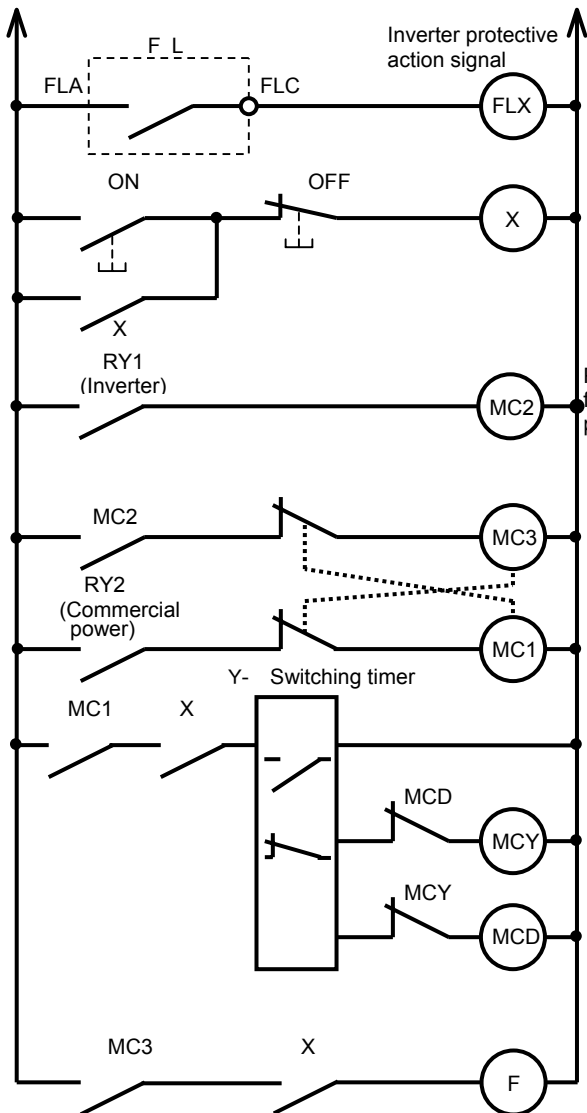 F L
Inverter protective
action signal
FLA
FLC
FLX
ON
OFF
X
X
RY1
(Inverter)
MC2
MC2
MC3
RY2
(Commercial
power)
MC1
Y- Switching timer
MC1
X
MCD
MCY
MCY
MCD
MC3
X
F